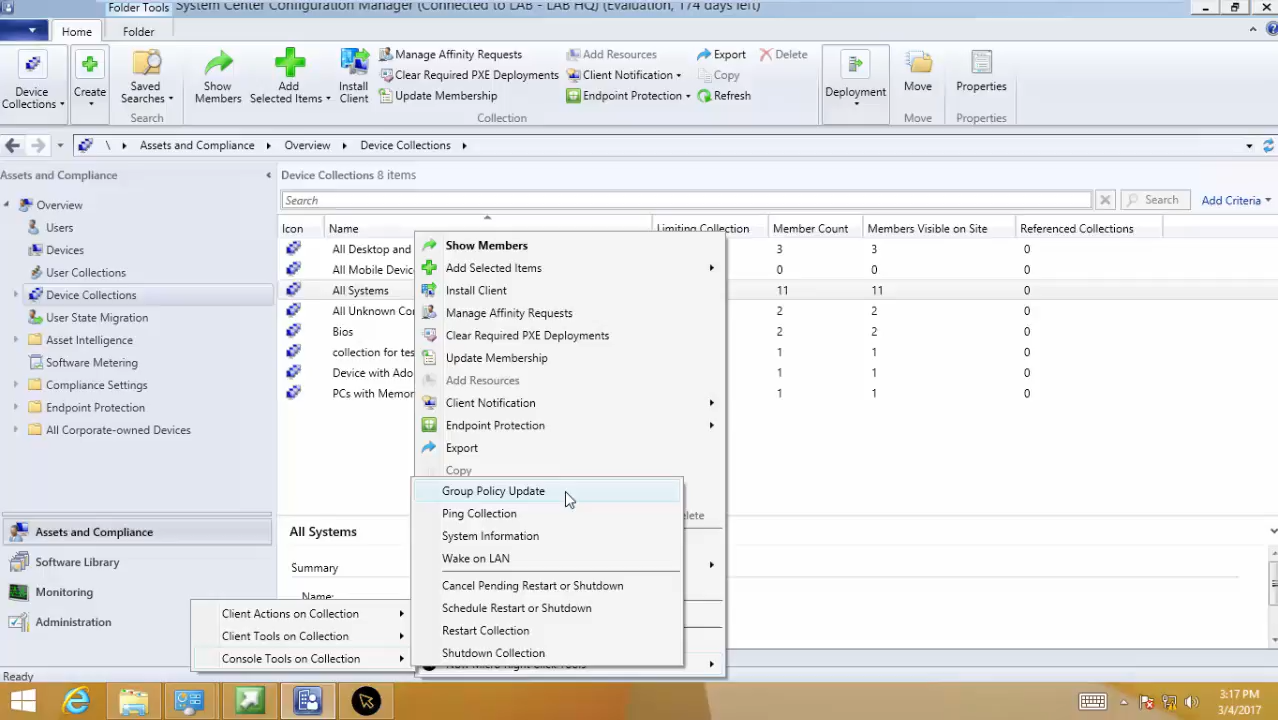 Folder Tools
System Center Configuration Manager (Connected to LAB - LAB HQ) (Evaluation, 174 days left)
Home
Folder
Device
Collections
Create
Saved
Searches
Search
Show
Members
Add
Selected Items
Install
Client
Manage Affinity Requests
Clear Required PXE Deployments
Update Membership
Add Resources
Client Notification
Endpoint Protection
Export
Copy
Refresh
Delete
Collection
Deployment
Move
Move
Properties
Properties
\ Assets and Compliance Overview Device Collections
Assets and Compliance
Overview
Users
Devices
User Collections
Device Collections
User State Migration
Asset Intelligence
Software Metering
Compliance Settings
Endpoint Protection
All Corporate-owned Devices
Assets and Compliance
Software Library
Monitoring
Administration
Device Collections 8 items
Search
Search
Add Criteria
Icon Name Limiting Collection Member Count Members Visible on Site Referenced Collections
All Desktop and 3 3 0
All Mobile 0 0 0
All Systems 11 11 0
All Unknown 2 2 0
Bios 2 2 0
collection for 1 1 0
Device with 1 1 0
PCs with 1 1 0
Show Members
Add Selected Items
Install Client
Manage Affinity Requests
Clear Required PXE Deployments
Update Membership
Add Resources
Client Notification
Endpoint Protection
Export
Copy
Group Policy Update
Ping Collection
System Information
Wake on LAN
Cancel Pending Restart or Shutdown
Schedule Restart or Shutdown
Restart Collection
Shutdown Collection
Client Actions on Collection
Client Tools on Collection
Console Tools on Collection
All Systems
Summary
Name:
Ready
3:17 PM
3/4/2017